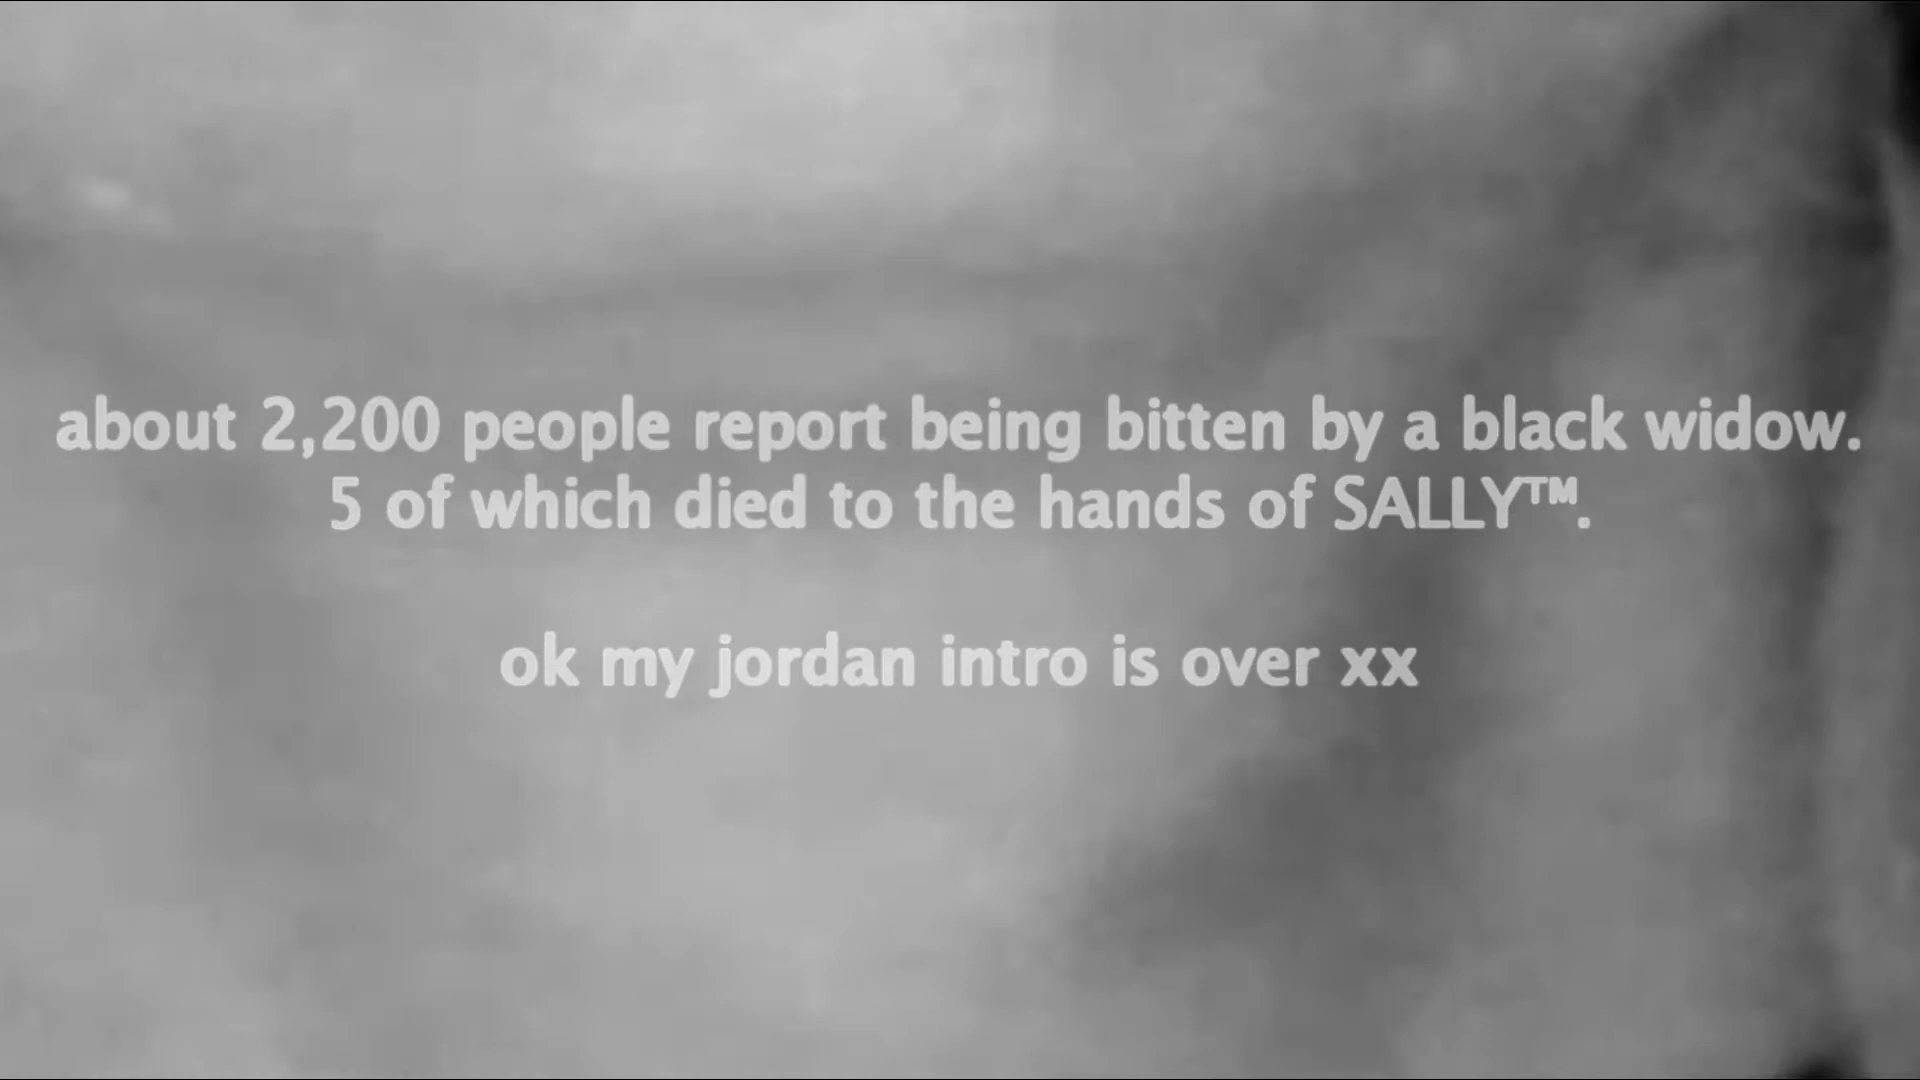 about 2,200 people report being bitten by a black widow.
5 of which died to the hands of SALLY™.
ok my jordan intro is over xx